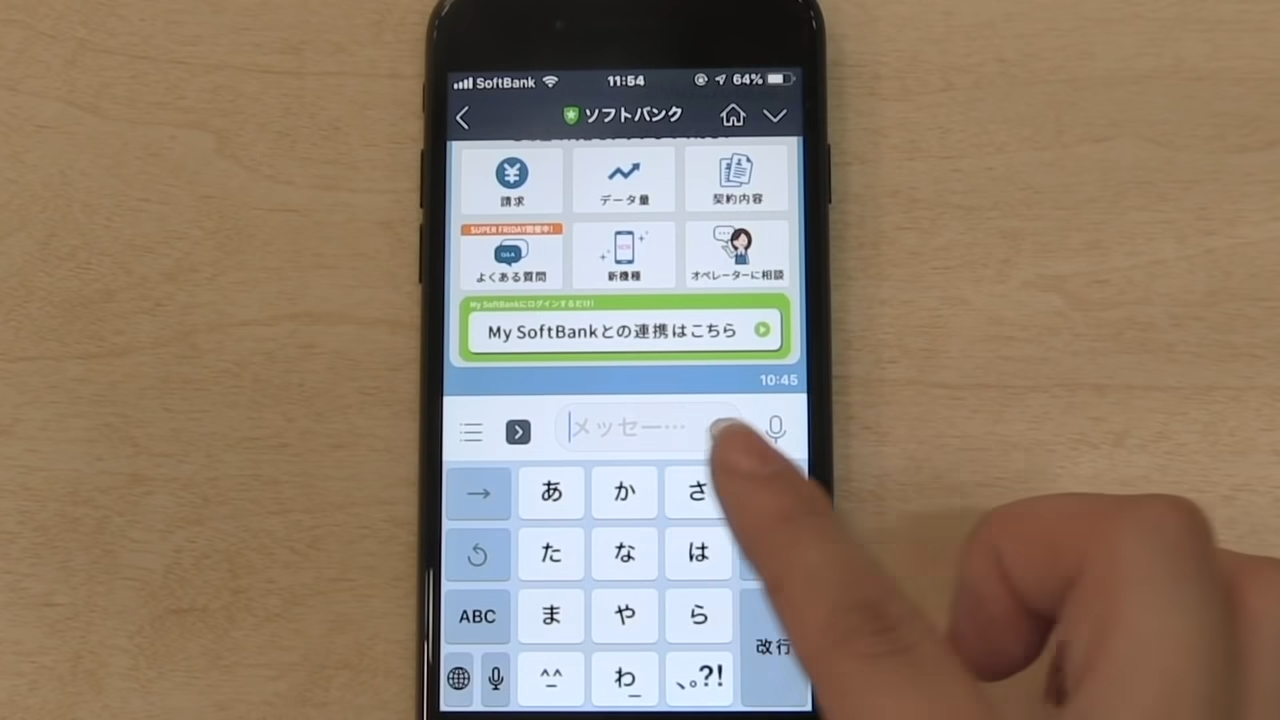 SoftBank 11:54 64%
ソフトバンク
請求 データ量 契約内容
SUPER FRIDAY開催中!
Q&A NEW
よくある質問 新機種 オペレーターに相談
My SoftBankにログインするだけ!
My SoftBankとの連携はこちら
10:45
メッセー…
→ あ か さ
た な は
ABC ま や ら
改行
^^ わ 、。?!